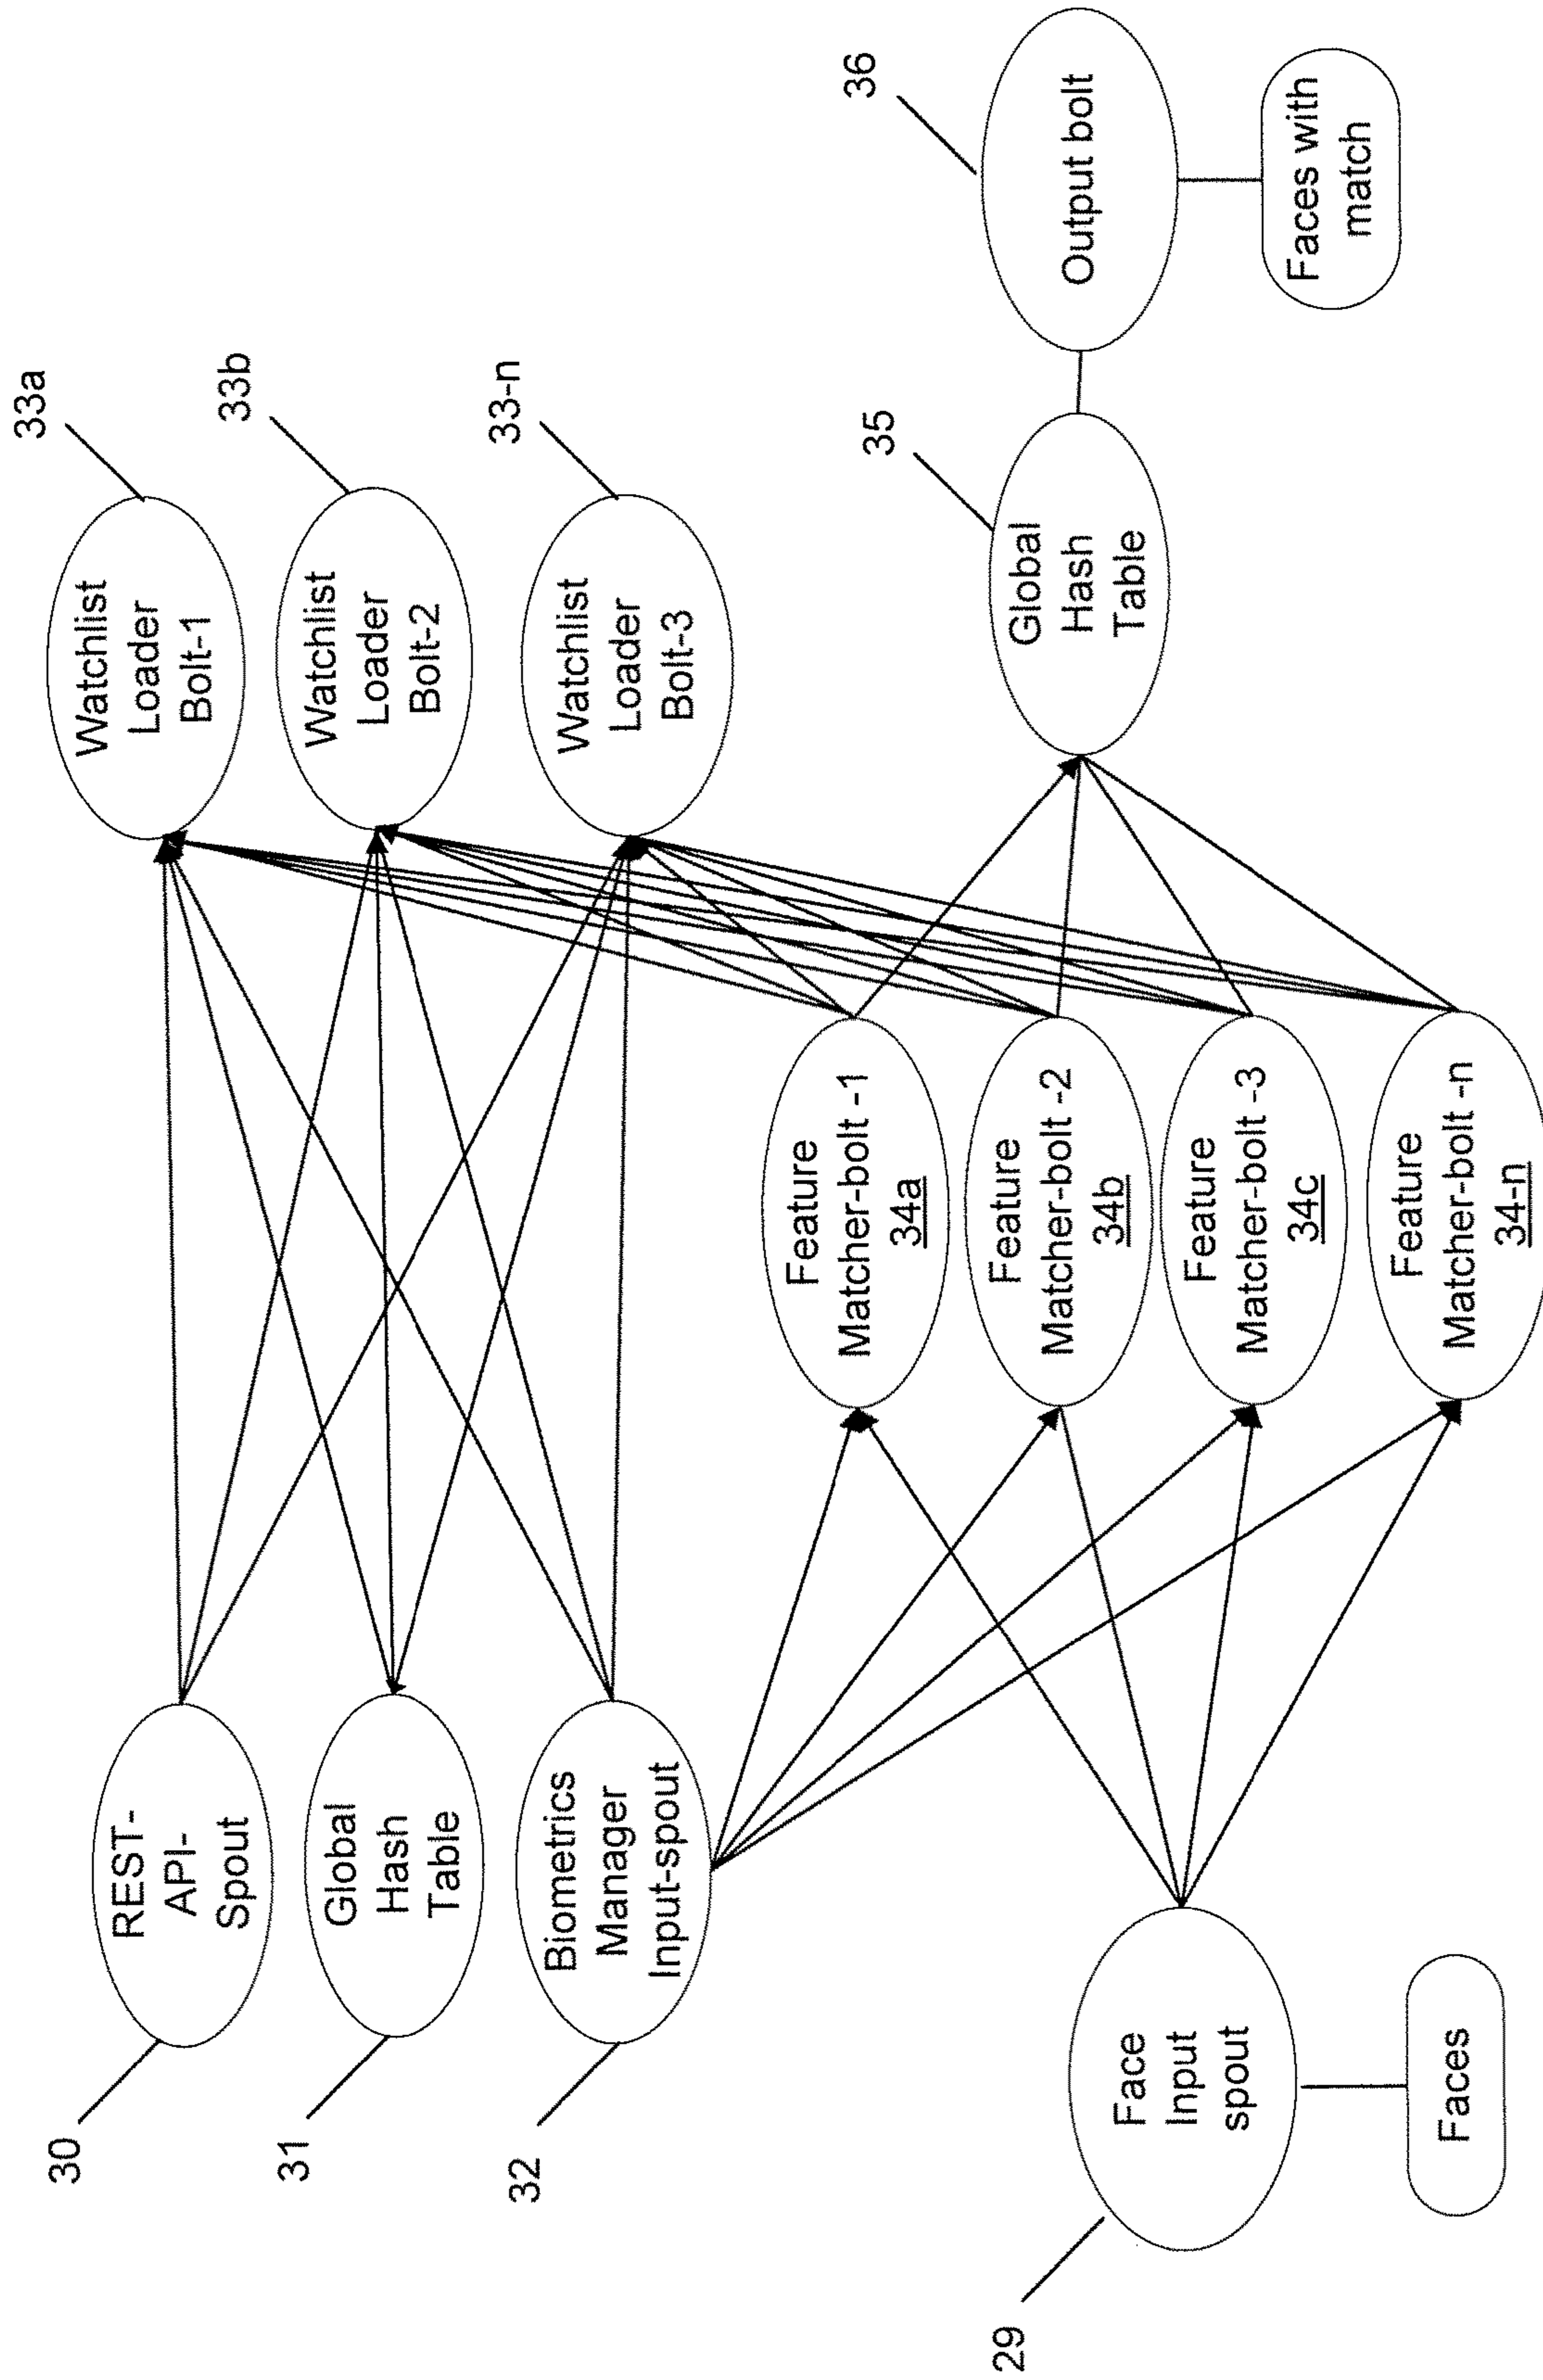 30
REST-
API-
Spout
31
Global
Hash
Table
32
Biometrics
Manager
Input-spout
33a
Watchlist
Loader
Bolt-1
33b
Watchlist
Loader
Bolt-2
33-n
Watchlist
Loader
Bolt-3
29
Face
Input
spout
Faces
Feature
Matcher-bolt -1
34a
Feature
Matcher-bolt -2
34b
Feature
Matcher-bolt -3
34c
Feature
Matcher-bolt -n
34-n
35
Global
Hash
Table
36
Output bolt
Faces with
match